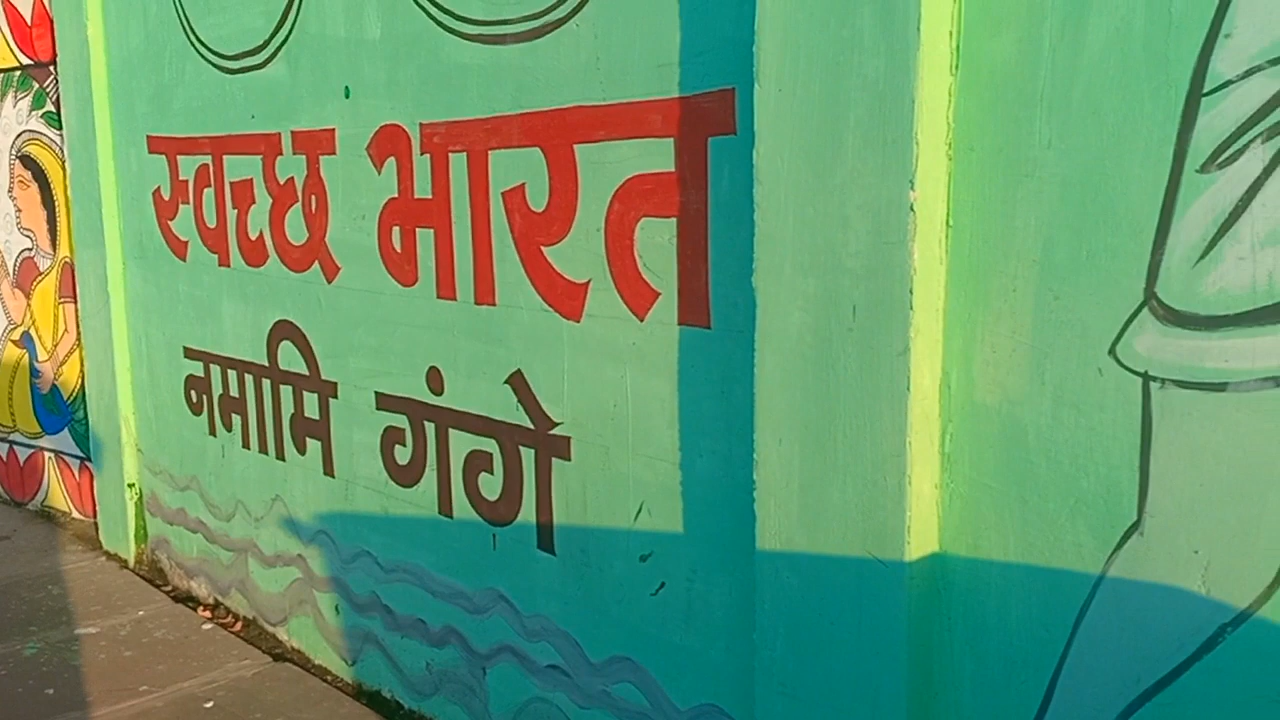 स्वच्छ भारत
नमामि गंगे